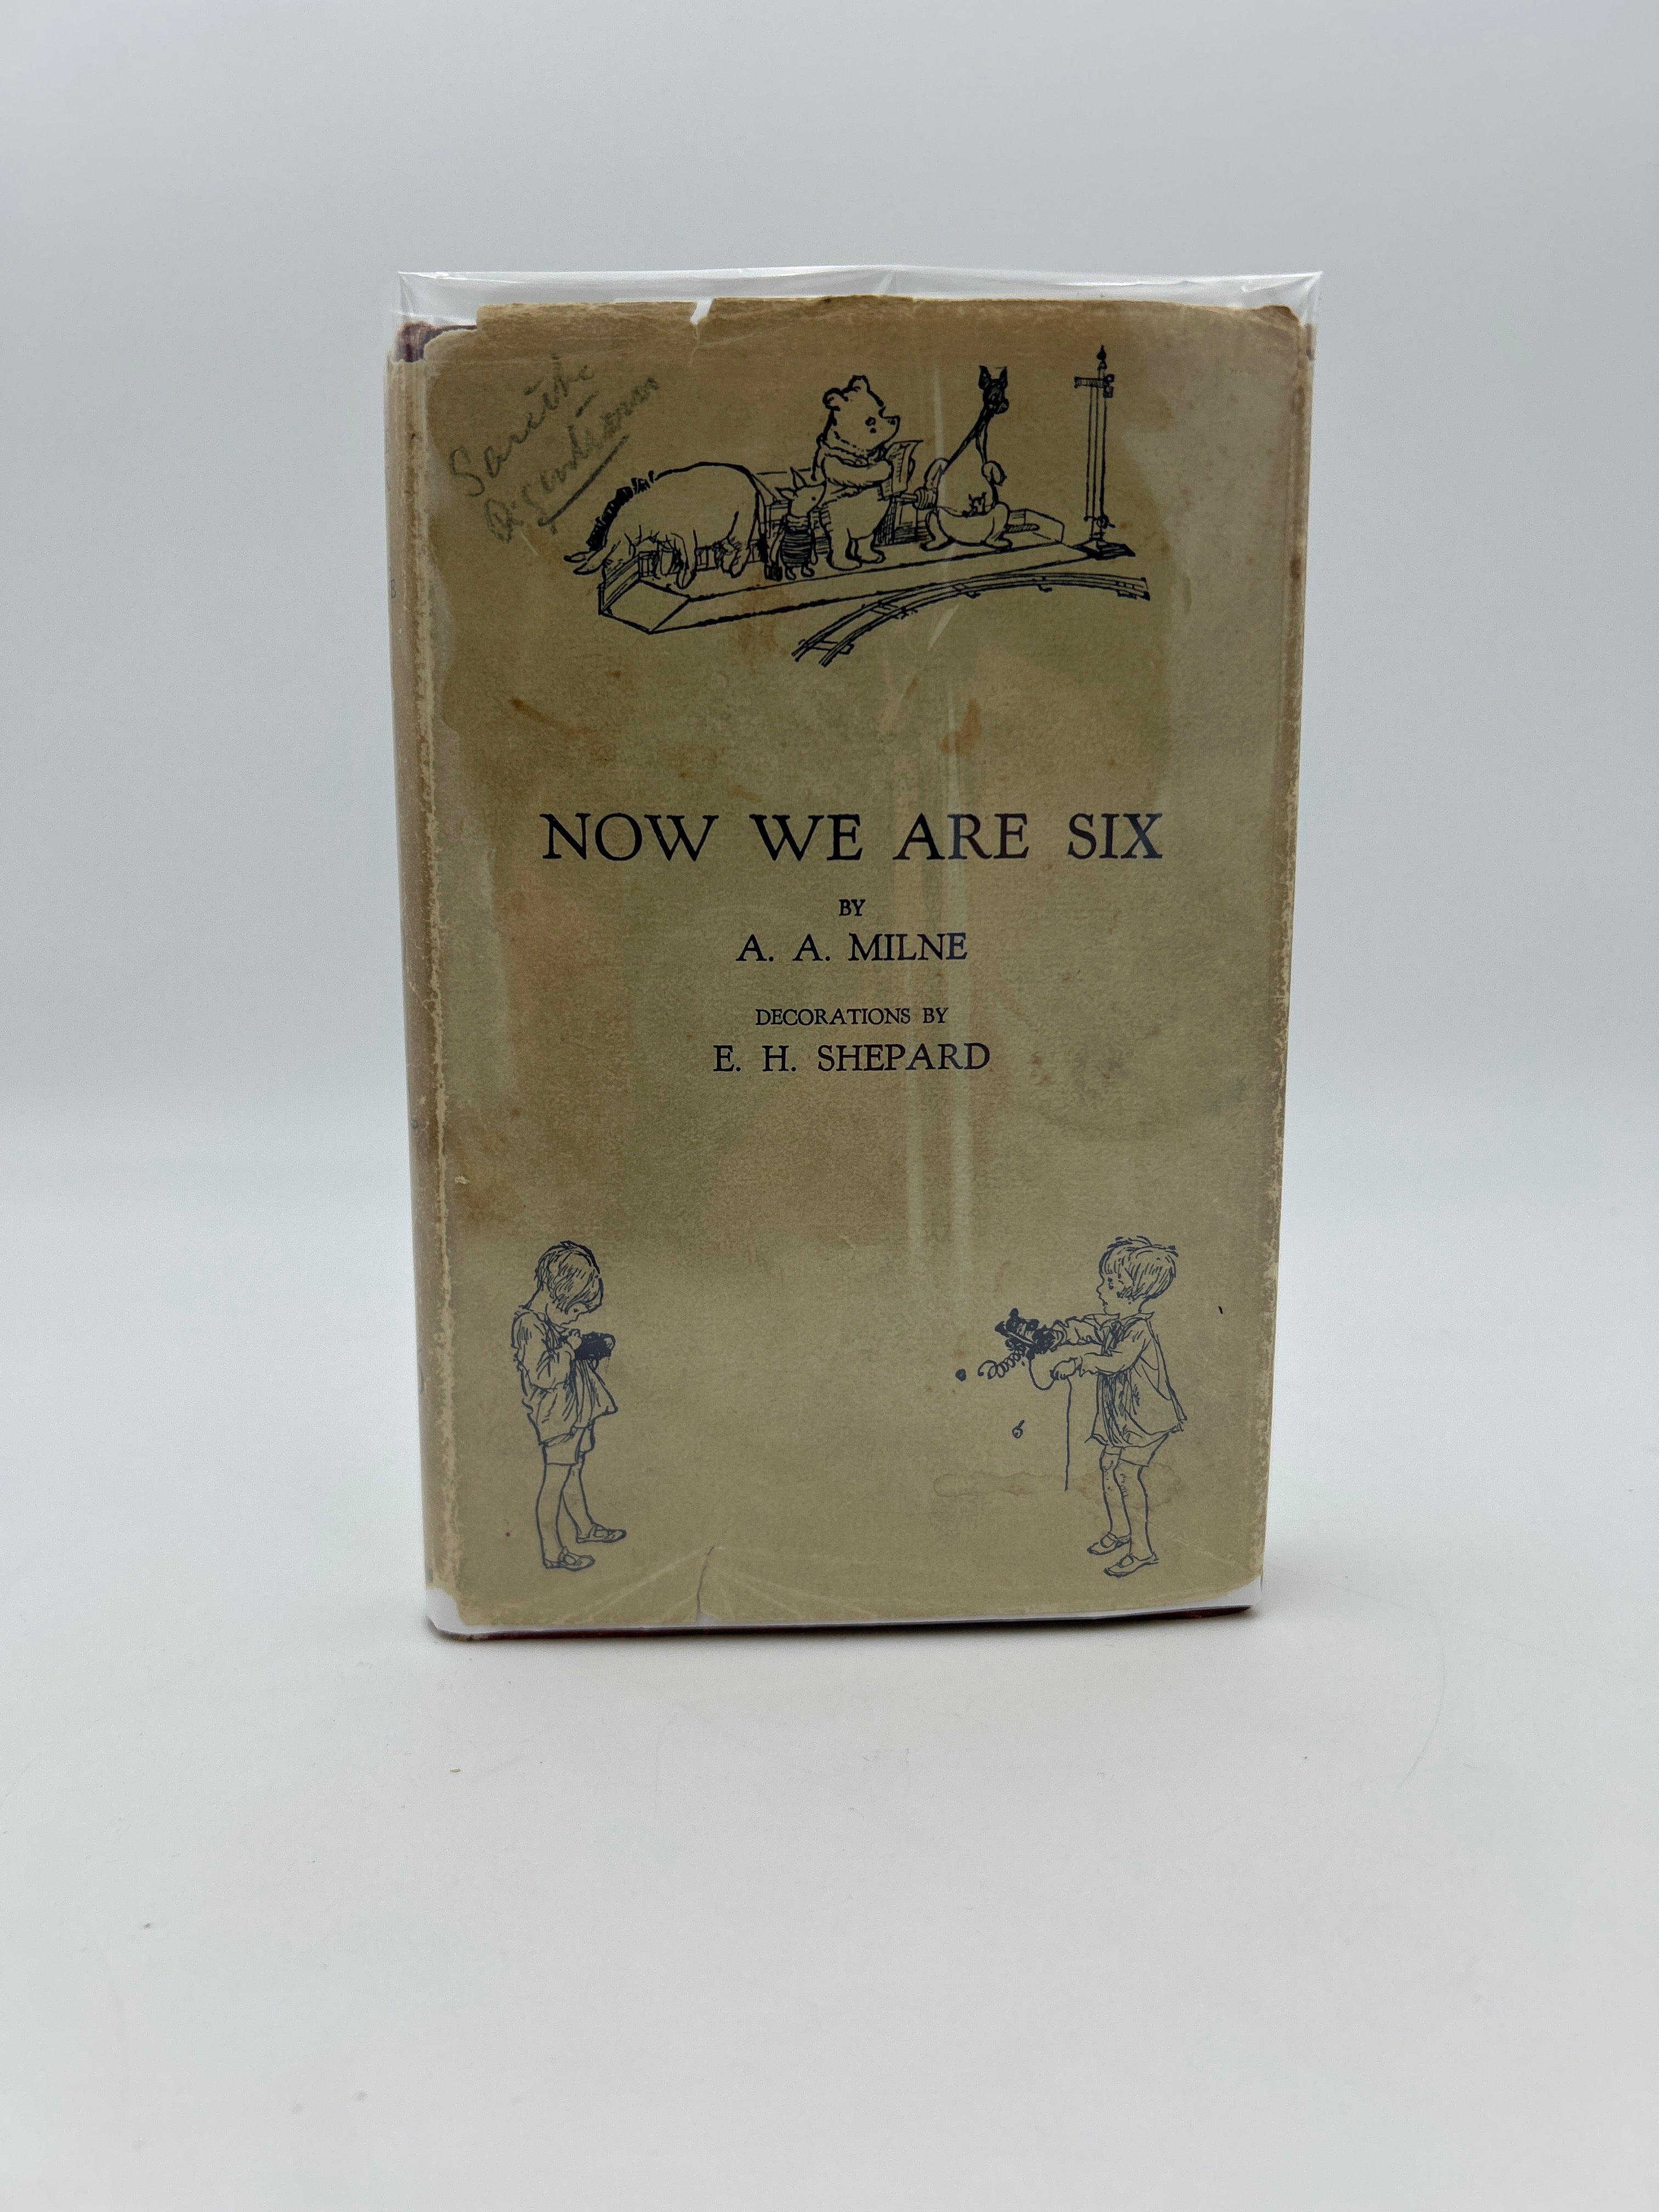 NOW WE ARE SIX
BY
A. A. MILNE
DECORATIONS BY
E. H. SHEPARD